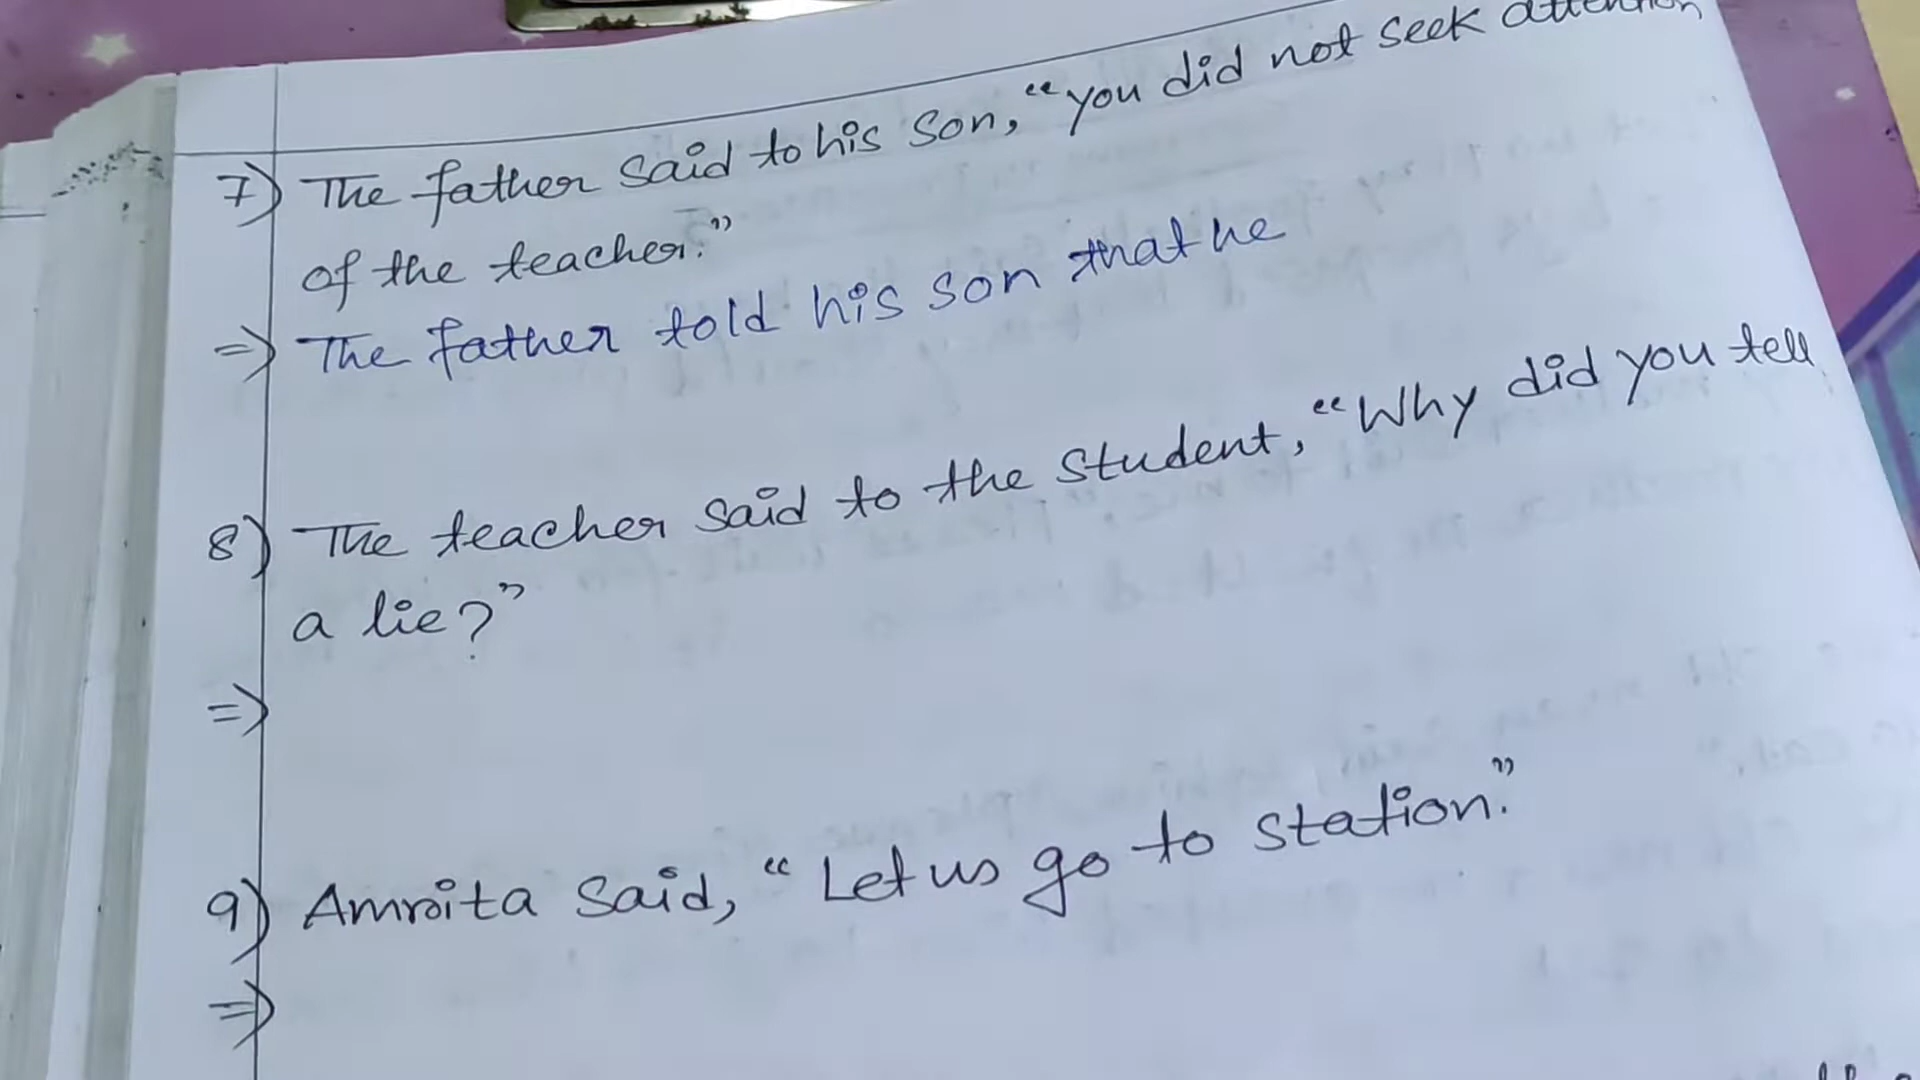 7) The father said to his son, "you did not seek attention
of the teacher."
=> The father told his son that he
8) The teacher said to the student, "Why did you tell
a lie?"
=>
9) Amrita said, "Let us go to station."
=>